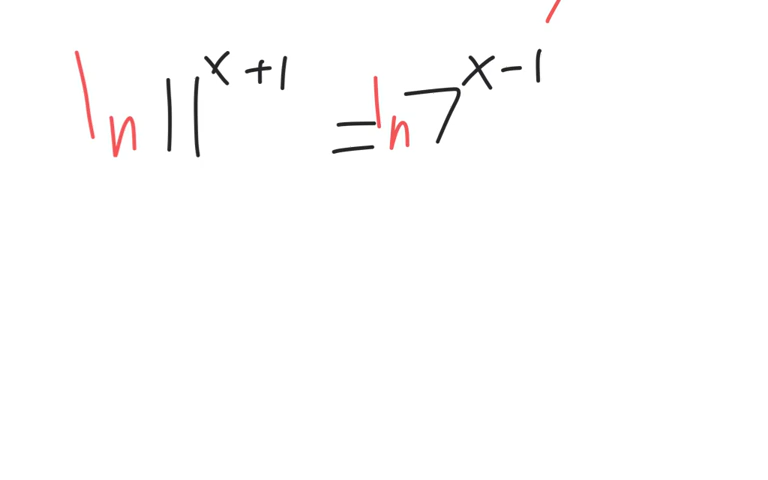 ln 11^{x+1} = ln 7^{x-1}